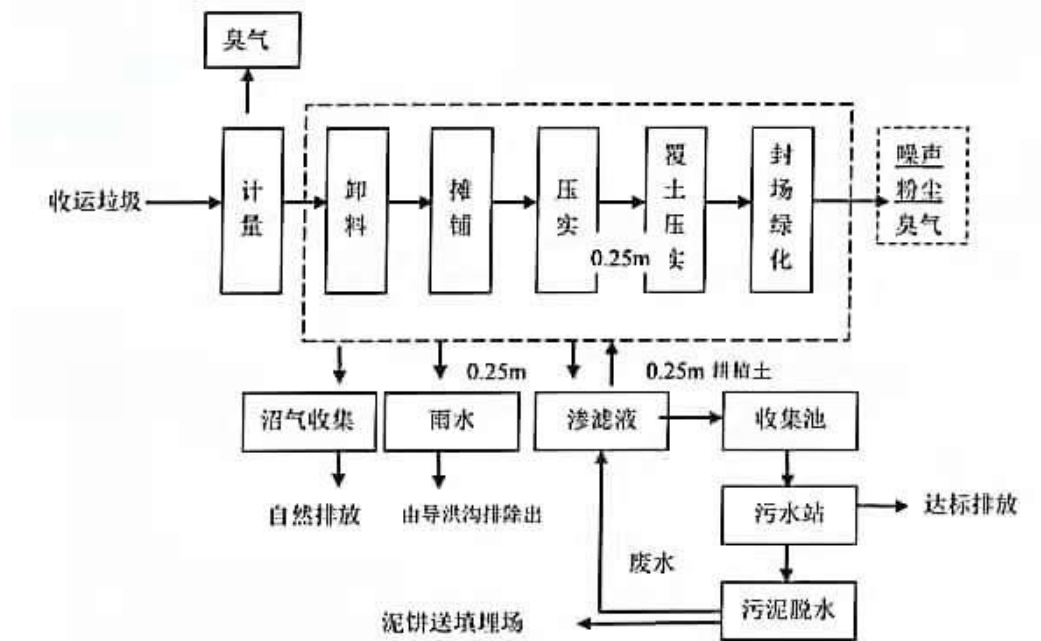 臭气
收运垃圾
计量
卸料
摊铺
压实
覆土压实
封场绿化
噪声
粉尘
臭气
0.25m
0.25m
0.25m
沼气收集
雨水
渗滤液
收集池
自然排放
由导洪沟排除出
污水站
达标排放
废水
污泥脱水
泥饼送填埋场